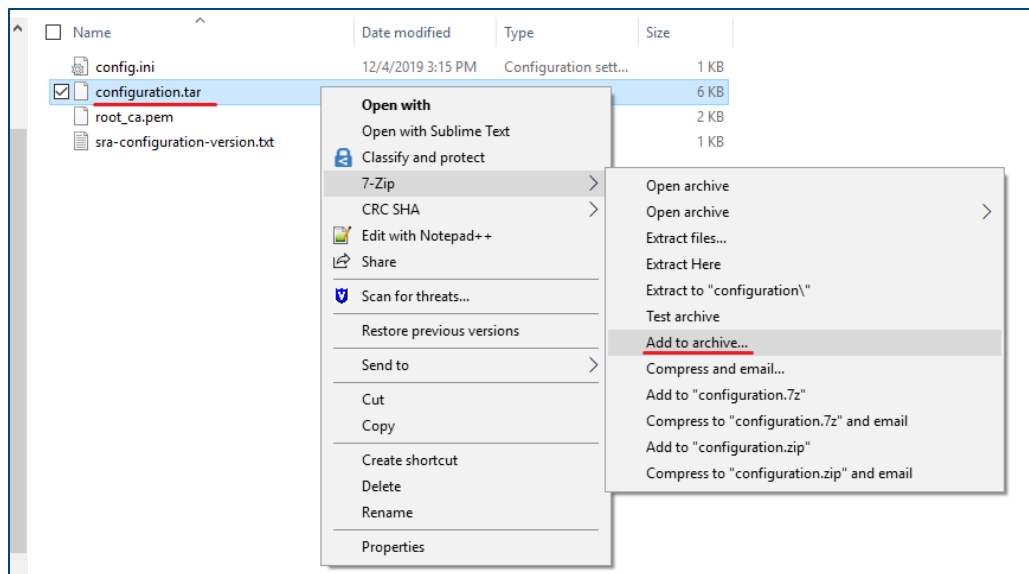 Name Date modified Type Size
config.ini 12/4/2019 3:15 PM Configuration sett... 1 KB
configuration.tar 6 KB
root_ca.pem 2 KB
sra-configuration-version.txt 1 KB
Open with
Open with Sublime Text
Classify and protect
7-Zip
CRC SHA
Edit with Notepad++
Share
Scan for threats...
Restore previous versions
Send to
Cut
Copy
Create shortcut
Delete
Rename
Properties
Open archive
Open archive
Extract files...
Extract Here
Extract to "configuration\"
Test archive
Add to archive...
Compress and email...
Add to "configuration.7z"
Compress to "configuration.7z" and email
Add to "configuration.zip"
Compress to "configuration.zip" and email